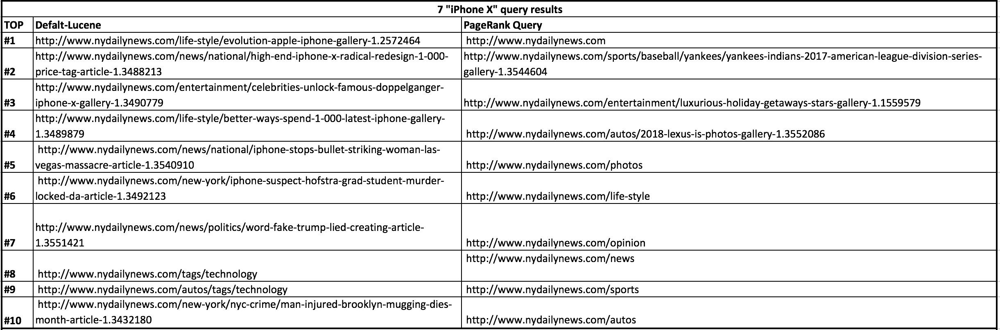 7 "iPhone X" query results
TOP Defalt-Lucene PageRank Query
#1 http://www.nydailynews.com/life-style/evolution-apple-iphone-gallery-1.2572464 http://www.nydailynews.com
#2 http://www.nydailynews.com/news/national/high-end-iphone-x-radical-redesign-1-000-
price-tag-article-1.3488213
http://www.nydailynews.com/sports/baseball/yankees/yankees-indians-2017-american-league-division-series-
gallery-1.3544604
#3 http://www.nydailynews.com/entertainment/celebrities-unlock-famous-doppelganger-
iphone-x-gallery-1.3490779
http://www.nydailynews.com/entertainment/luxurious-holiday-getaways-stars-gallery-1.1559579
#4 http://www.nydailynews.com/life-style/better-ways-spend-1-000-latest-iphone-gallery-
1.3489879
http://www.nydailynews.com/autos/2018-lexus-is-photos-gallery-1.3552086
#5 http://www.nydailynews.com/news/national/iphone-stops-bullet-striking-woman-las-
vegas-massacre-article-1.3540910
http://www.nydailynews.com/photos
#6 http://www.nydailynews.com/new-york/iphone-suspect-hofstra-grad-student-murder-
locked-da-article-1.3492123
http://www.nydailynews.com/life-style
#7 http://www.nydailynews.com/news/politics/word-fake-trump-lied-creating-article-
1.3551421
http://www.nydailynews.com/opinion
#8 http://www.nydailynews.com/tags/technology
http://www.nydailynews.com/news
#9 http://www.nydailynews.com/autos/tags/technology http://www.nydailynews.com/sports
#10 http://www.nydailynews.com/new-york/nyc-crime/man-injured-brooklyn-mugging-dies-
month-article-1.3432180
http://www.nydailynews.com/autos